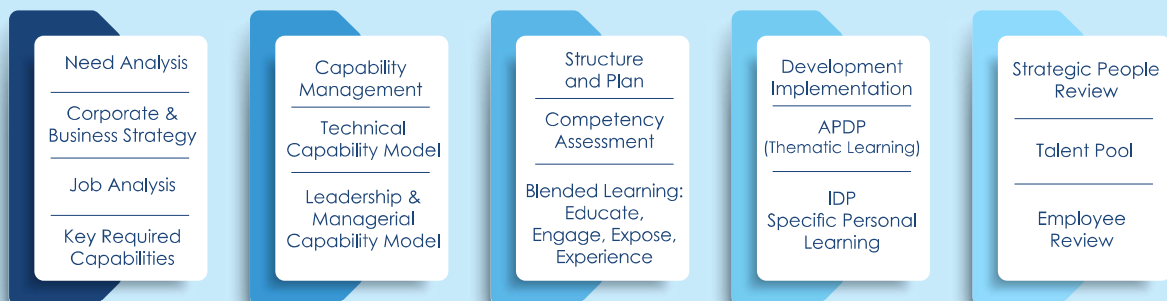 Need Analysis
Corporate &
Business Strategy
Job Analysis
Key Required
Capabilities
Capability
Management
Technical
Capability Model
Leadership &
Managerial
Capability Model
Structure
and Plan
Competency
Assessment
Blended Learning:
Educate,
Engage, Expose,
Experience
Development
Implementation
APDP
(Thematic Learning)
IDP
Specific Personal
Learning
Strategic People
Review
Talent Pool
Employee
Review